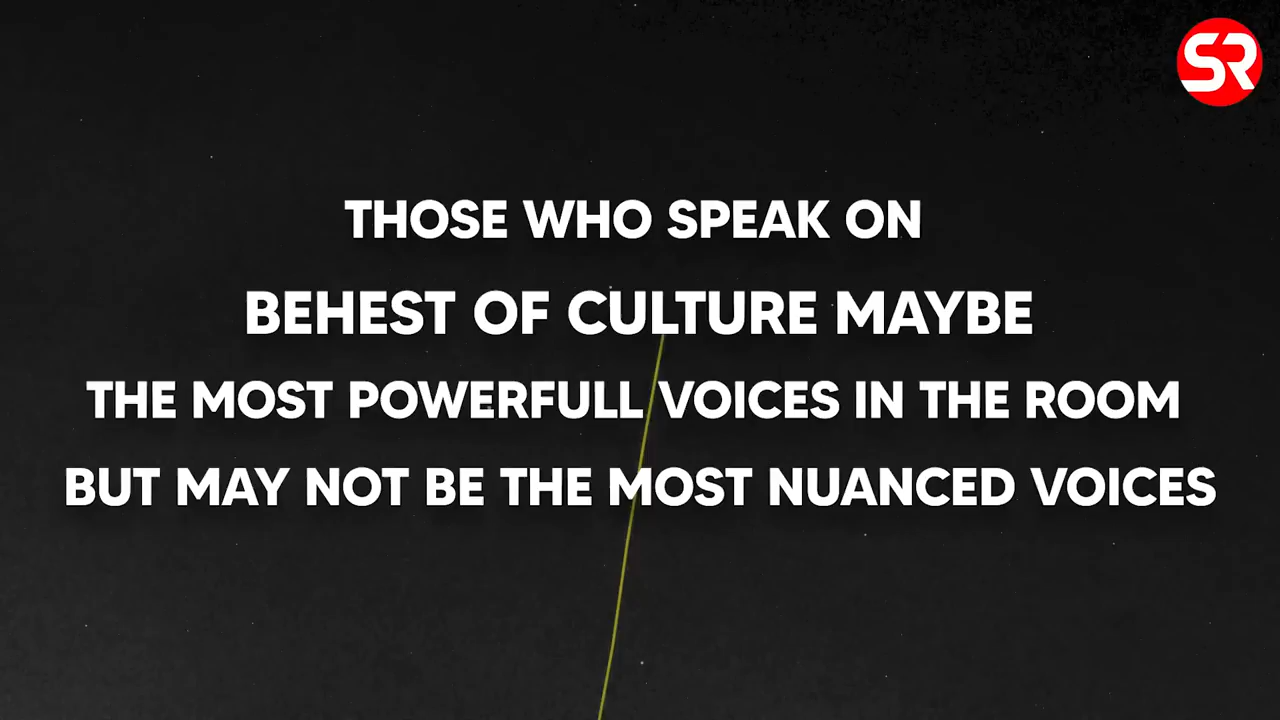 SR
THOSE WHO SPEAK ON
BEHEST OF CULTURE MAYBE
THE MOST POWERFULL VOICES IN THE ROOM
BUT MAY NOT BE THE MOST NUANCED VOICES